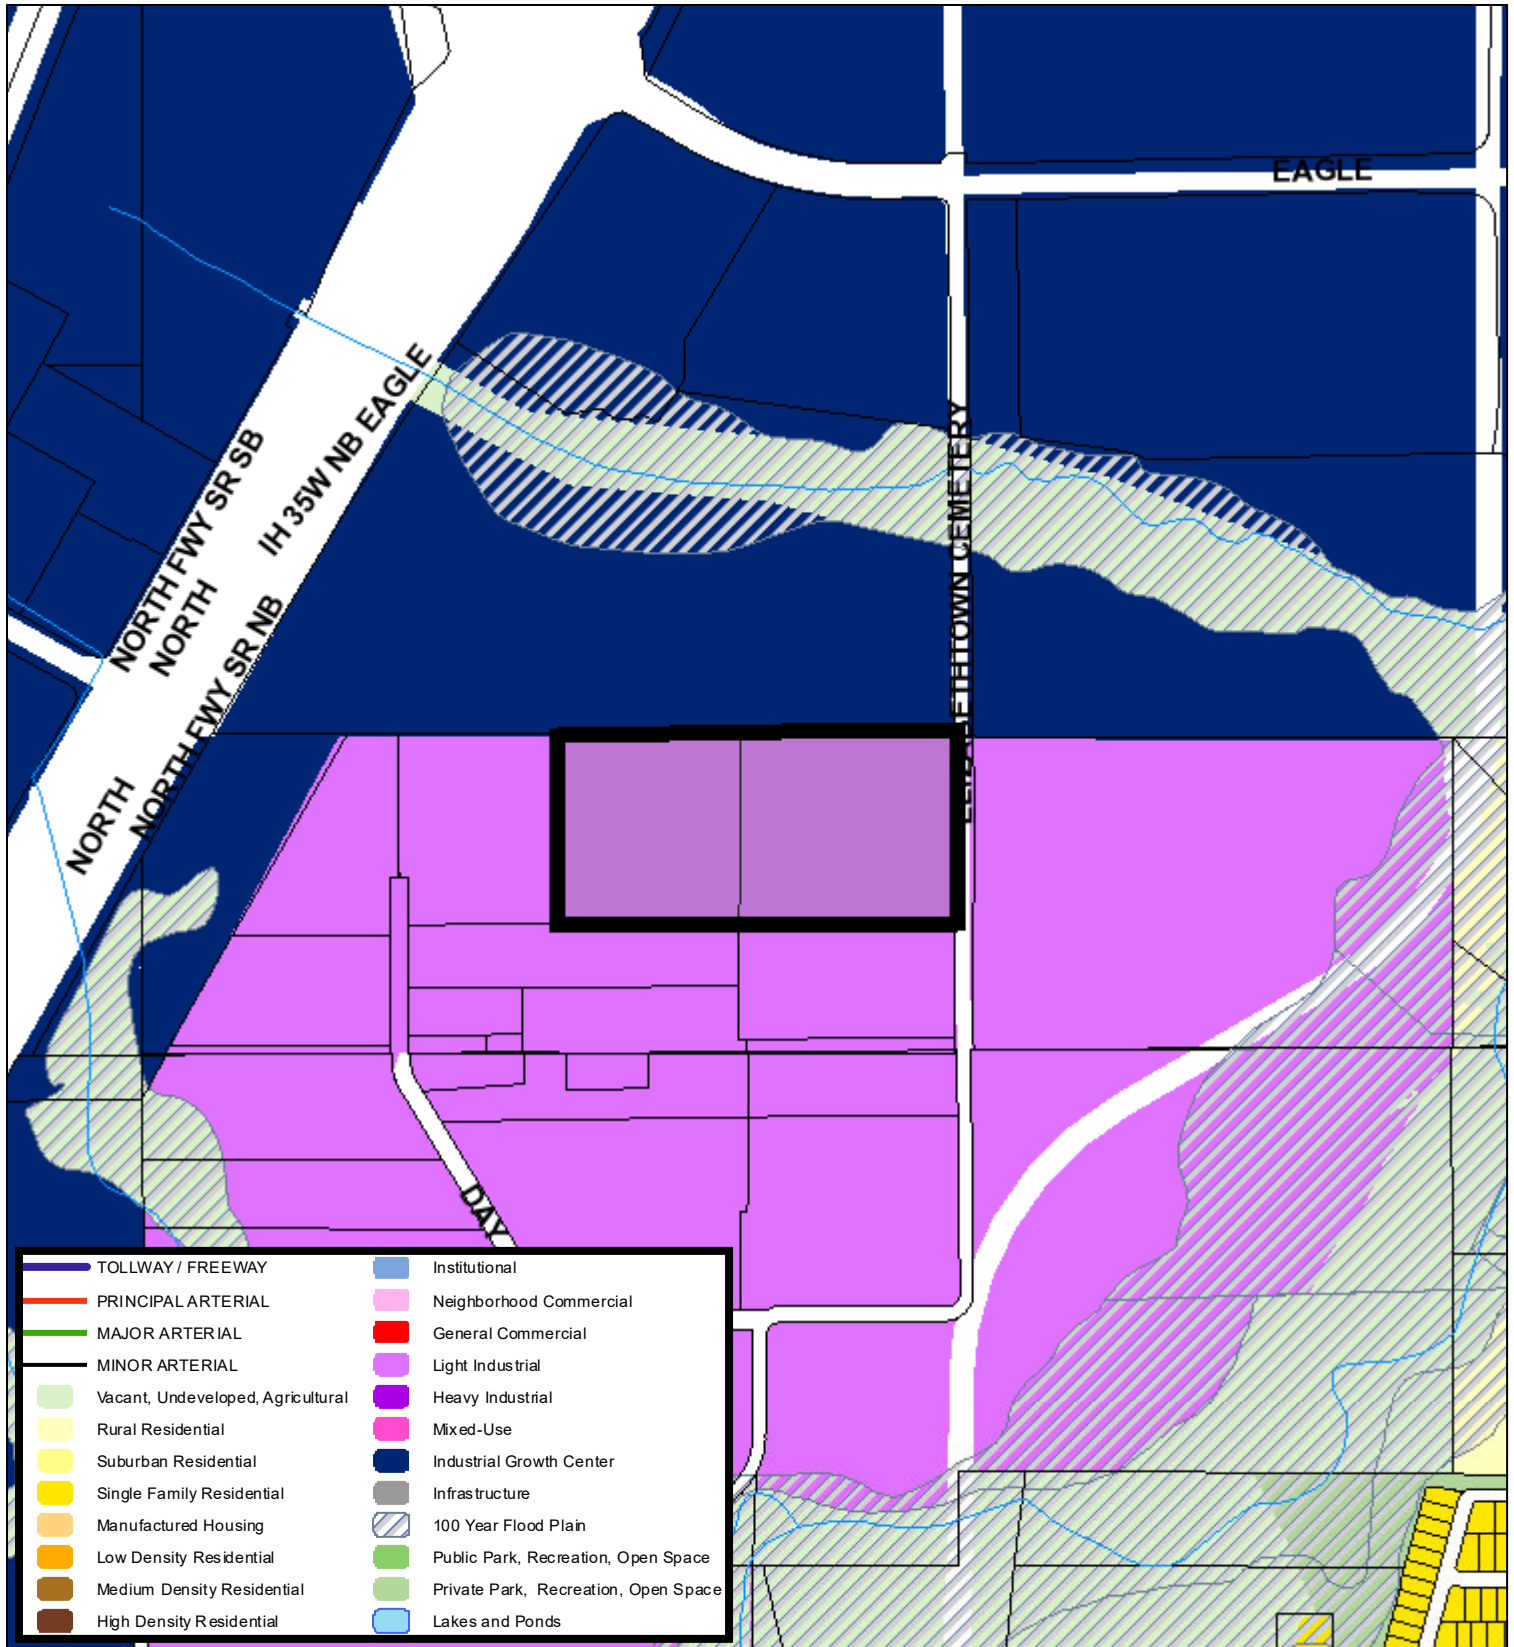 EAGLE
IH 35W NB EAGLE
NORTH FWY SR SB
NORTH
NORTH FWY SR NB
NORTH
ELIZABETHTOWN CEMETERY
DAY
TOLLWAY / FREEWAY
PRINCIPAL ARTERIAL
MAJOR ARTERIAL
MINOR ARTERIAL
Vacant, Undeveloped, Agricultural
Rural Residential
Suburban Residential
Single Family Residential
Manufactured Housing
Low Density Residential
Medium Density Residential
High Density Residential
Institutional
Neighborhood Commercial
General Commercial
Light Industrial
Heavy Industrial
Mixed-Use
Industrial Growth Center
Infrastructure
100 Year Flood Plain
Public Park, Recreation, Open Space
Private Park, Recreation, Open Space
Lakes and Ponds